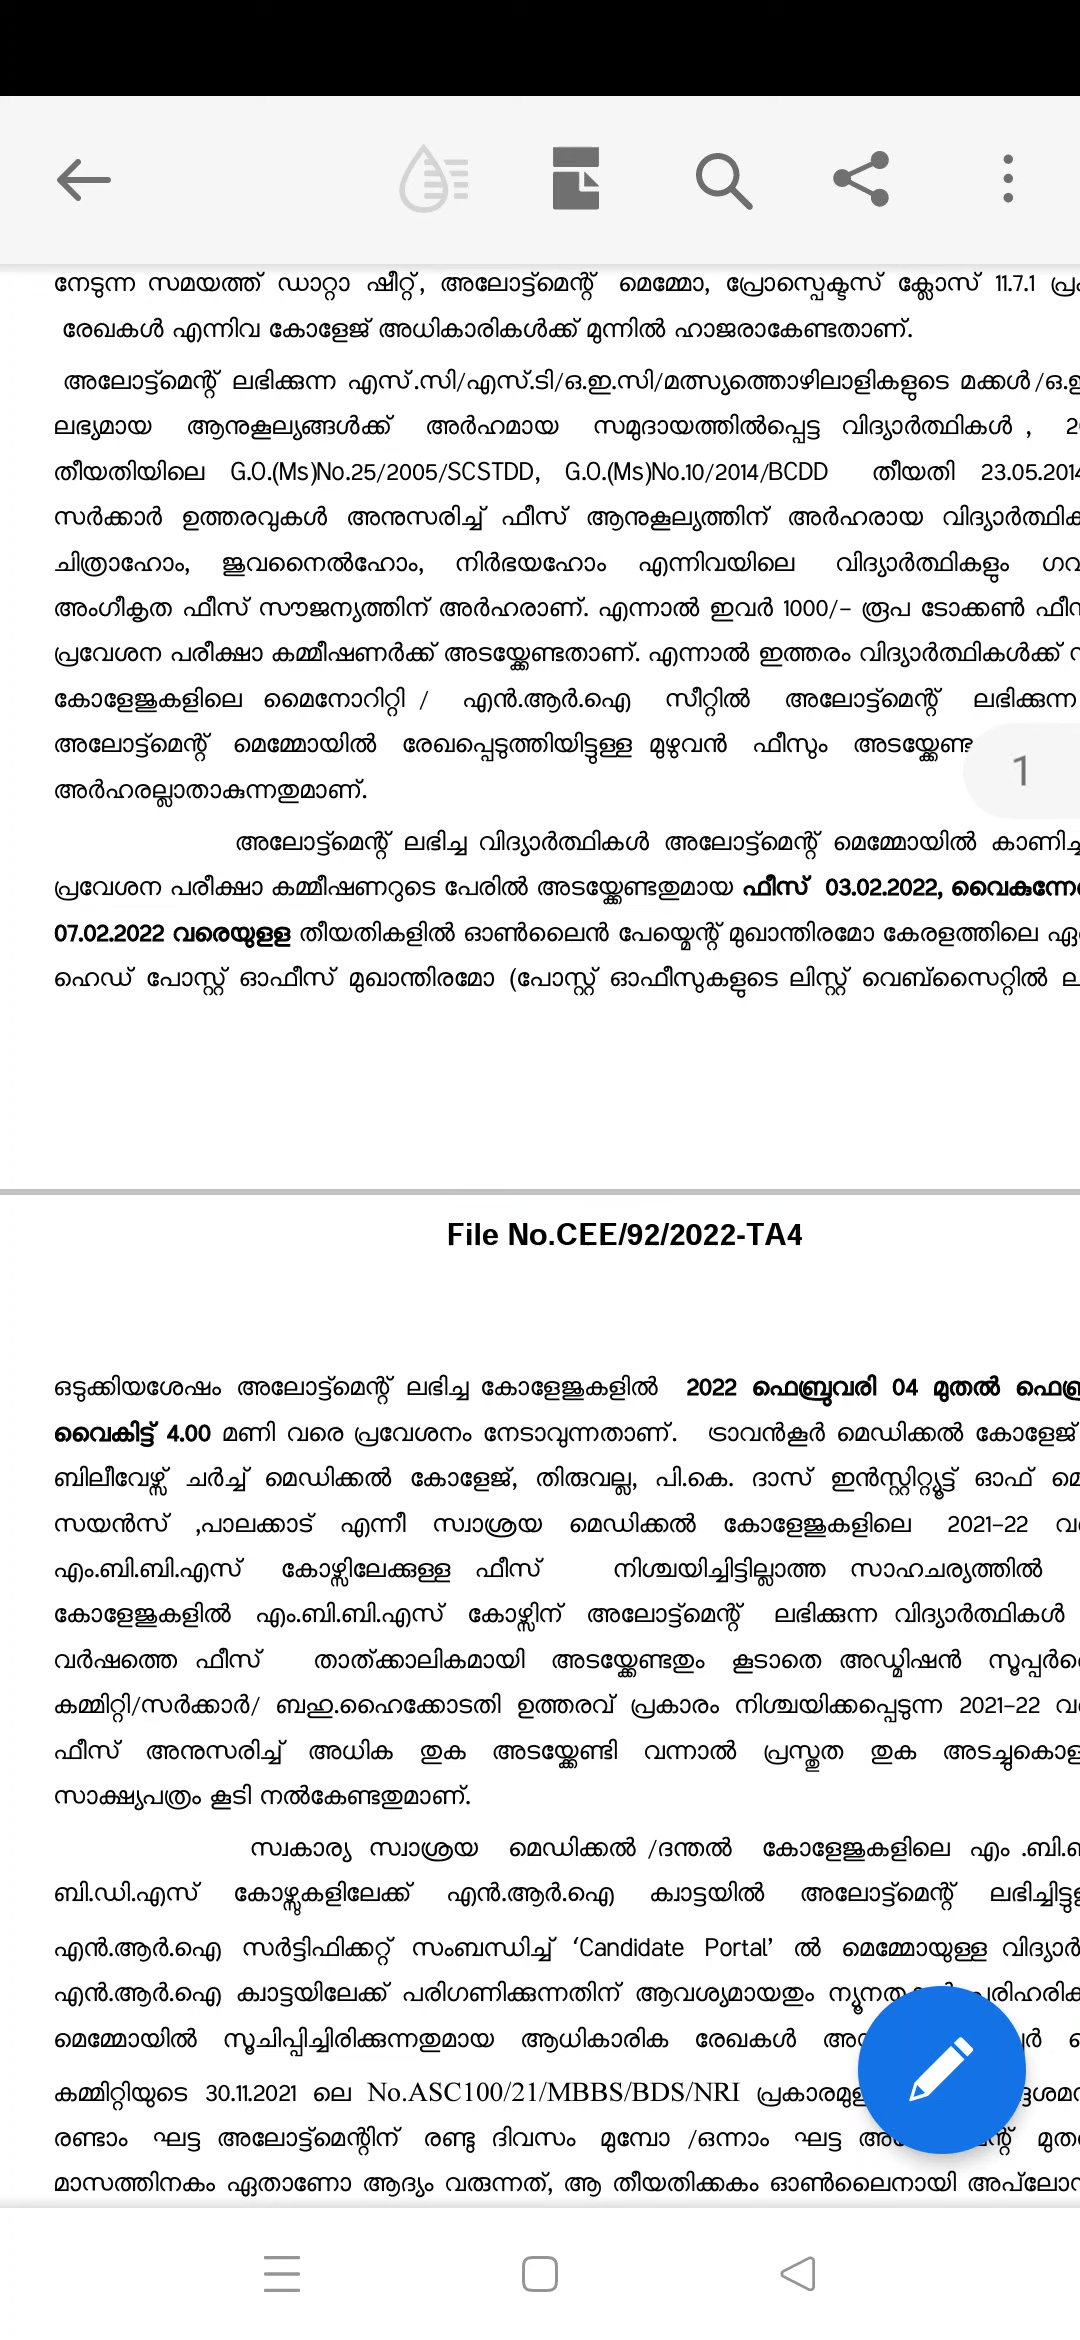 നേടുന്ന സമയത്ത് ഡാറ്റാ ഷീറ്റ്, അലോട്ട്മെന്റ് മെമ്മോ, പ്രോസ്പെക്ടസ് ക്ലോസ് 11.7.1
രേഖകൾ എന്നിവ കോളേജ് അധികാരികൾക്ക് മുന്നിൽ ഹാജരാകേണ്ടതാണ്.
അലോട്ട്മെന്റ് ലഭിക്കുന്ന എസ്.സി/എസ്.ടി/ഒ.ഇ.സി/മത്സ്യത്തൊഴിലാളികളുടെ മക്കൾ
ലഭ്യമായ ആനുകൂല്യങ്ങൾക്ക് അർഹമായ സമുദായത്തിൽപ്പെട്ട വിദ്യാർത്ഥികൾ ,
തീയതിയിലെ G.O.(Ms)No.25/2005/SCSTDD, G.O.(Ms)No.10/2014/BCDD തീയതി 23.05.2014
സർക്കാർ ഉത്തരവുകൾ അനുസരിച്ച് ഫീസ് ആനുകൂല്യത്തിന് അർഹരായ
ചിത്രാഹോം, ജുവനൈൽഹോം, നിർഭയഹോം എന്നിവയിലെ വിദ്യാർത്ഥികളും
അംഗീകൃത ഫീസ് സൗജന്യത്തിന് അർഹരാണ്. എന്നാൽ ഇവർ 1000/- രൂപ ടോക്കൺ
പ്രവേശന പരീക്ഷാ കമ്മീഷണർക്ക് അടയ്ക്കേണ്ടതാണ്. എന്നാൽ ഇത്തരം വിദ്യാർത്ഥികൾക്ക്
കോളേജുകളിലെ മൈനോറിറ്റി / എൻ.ആർ.ഐ സീറ്റിൽ അലോട്ട്മെന്റ് ലഭിക്കുന്ന
അലോട്ട്മെന്റ് മെമ്മോയിൽ രേഖപ്പെടുത്തിയിട്ടുള്ള മുഴുവൻ ഫീസും
1
അർഹരല്ലാതാകുന്നതുമാണ്.
അലോട്ട്മെന്റ് ലഭിച്ച വിദ്യാർത്ഥികൾ അലോട്ട്മെന്റ് മെമ്മോയിൽ
പ്രവേശന പരീക്ഷാ കമ്മീഷണറുടെ പേരിൽ അടയ്ക്കേണ്ടതുമായ ഫീസ് 03.02.2022,
07.02.2022 വരെയുളള തീയതികളിൽ ഓൺലൈൻ പേയ്മെന്റ് മുഖാന്തിരമോ കേരളത്തിലെ
ഹെഡ് പോസ്റ്റ് ഓഫീസ് മുഖാന്തിരമോ (പോസ്റ്റ് ഓഫീസുകളുടെ ലിസ്റ്റ് വെബ്സൈറ്റിൽ
File No.CEE/92/2022-TA4
ഒടുക്കിയശേഷം അലോട്ട്മെന്റ് ലഭിച്ച കോളേജുകളിൽ 2022 ഫെബ്രുവരി 04 മുതൽ
വൈകിട്ട് 4.00 മണി വരെ പ്രവേശനം നേടാവുന്നതാണ്. ട്രാവൻകൂർ മെഡിക്കൽ കോളേജ്
ബിലീവേഴ്സ് ചർച്ച് മെഡിക്കൽ കോളേജ്, തിരുവല്ല, പി.കെ. ദാസ് ഇൻസ്റ്റിറ്റ്യൂട്ട് ഓഫ്
സയൻസ് ,പാലക്കാട് എന്നീ സ്വാശ്രയ മെഡിക്കൽ കോളേജുകളിലെ 2021-22
എം.ബി.ബി.എസ് കോഴ്സിലേക്കുള്ള ഫീസ് നിശ്ചയിച്ചിട്ടില്ലാത്ത സാഹചര്യത്തിൽ
കോളേജുകളിൽ എം.ബി.ബി.എസ് കോഴ്സിന് അലോട്ട്മെന്റ് ലഭിക്കുന്ന വിദ്യാർത്ഥികൾ
വർഷത്തെ ഫീസ് താത്ക്കാലികമായി അടയ്ക്കേണ്ടതും കൂടാതെ അഡ്മിഷൻ
കമ്മിറ്റി/സർക്കാർ/ ബഹു.ഹൈക്കോടതി ഉത്തരവ് പ്രകാരം നിശ്ചയിക്കപ്പെടുന്ന 2021-22
ഫീസ് അനുസരിച്ച് അധിക തുക അടയ്ക്കേണ്ടി വന്നാൽ പ്രസ്തുത തുക
സാക്ഷ്യപത്രം കൂടി നൽകേണ്ടതുമാണ്.
സ്വകാര്യ സ്വാശ്രയ മെഡിക്കൽ /ദന്തൽ കോളേജുകളിലെ എം
ബി.ഡി.എസ് കോഴ്സുകളിലേക്ക് എൻ.ആർ.ഐ ക്വാട്ടയിൽ അലോട്ട്മെന്റ്
എൻ.ആർ.ഐ സർട്ടിഫിക്കറ്റ് സംബന്ധിച്ച് ‘Candidate Portal’ ൽ മെമ്മോയുള്ള
എൻ.ആർ.ഐ ക്വാട്ടയിലേക്ക് പരിഗണിക്കുന്നതിന് ആവശ്യമായതും
മെമ്മോയിൽ സൂചിപ്പിച്ചിരിക്കുന്നതുമായ ആധികാരിക രേഖകൾ
കമ്മിറ്റിയുടെ 30.11.2021 ലെ No.ASC100/21/MBBS/BDS/NRI
രണ്ടാം ഘട്ട അലോട്ട്മെന്റിന് രണ്ടു ദിവസം മുമ്പോ /ഒന്നാം ഘട്ട
മാസത്തിനകം ഏതാണോ ആദ്യം വരുന്നത്, ആ തീയതിക്കകം ഓൺലൈനായി